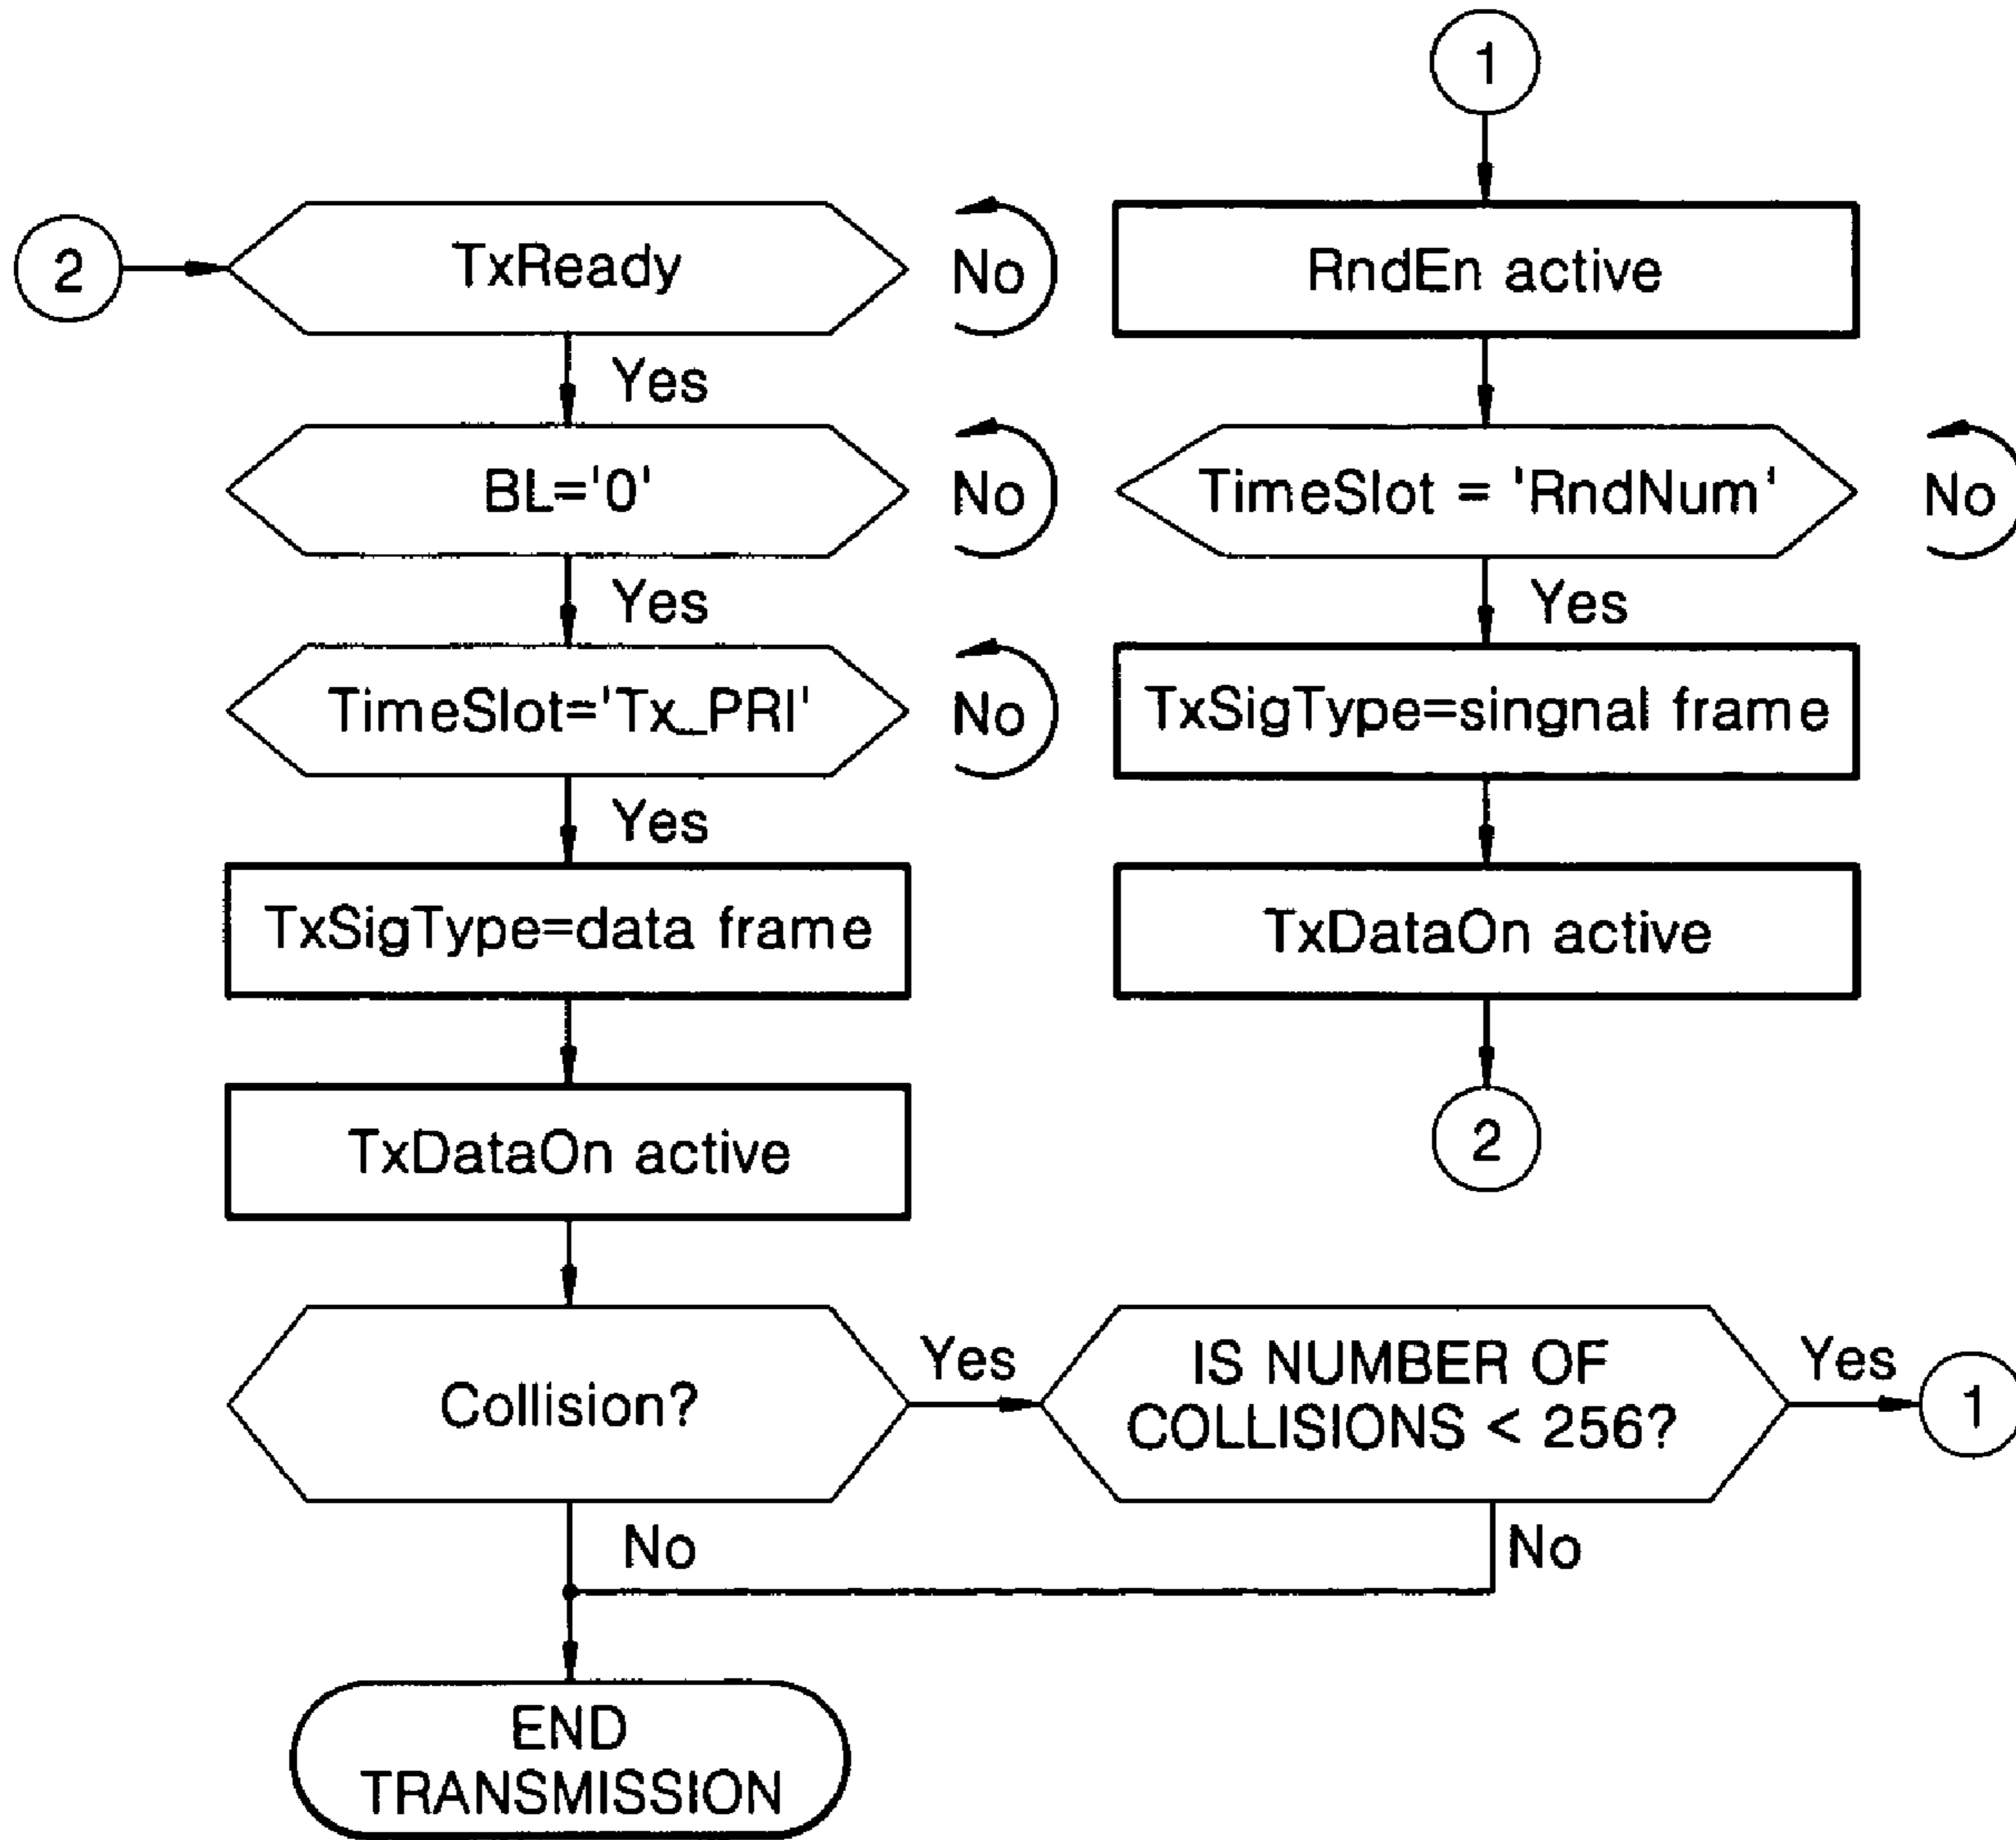 1
2
TxReady
No
RndEn active
Yes
BL='0'
No
TimeSlot = 'RndNum'
No
Yes
Yes
TimeSlot='Tx_PRI'
No
TxSigType=singnal frame
Yes
TxSigType=data frame
TxDataOn active
TxDataOn active
2
Collision?
Yes
IS NUMBER OF
COLLISIONS < 256?
Yes
1
No
No
END
TRANSMISSION